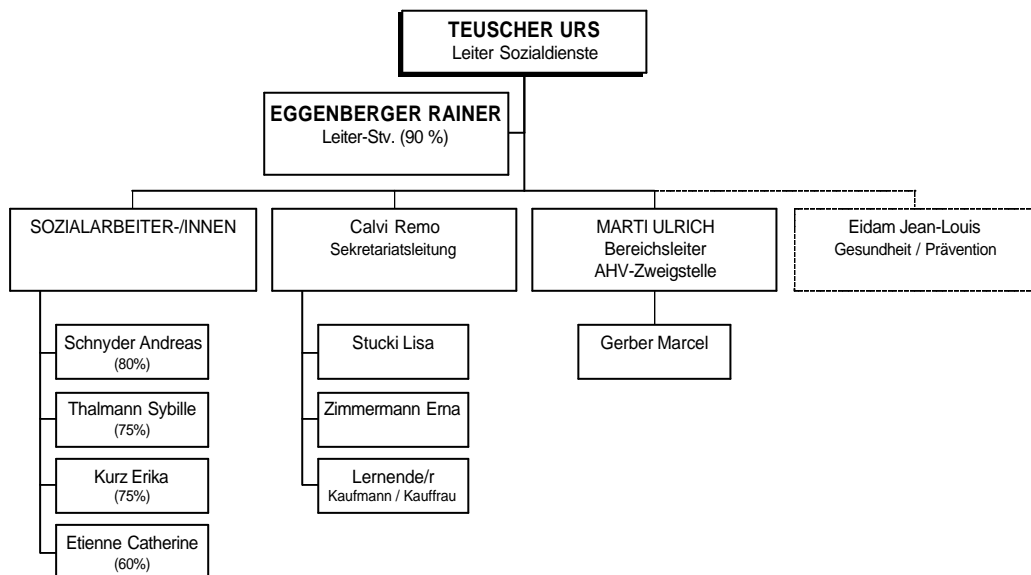 TEUSCHER URS
Leiter Sozialdienste
EGGENBERGER RAINER
Leiter-Stv. (90 %)
SOZIALARBEITER-/INNEN
Calvi Remo
Sekretariatsleitung
MARTI ULRICH
Bereichsleiter
AHV-Zweigstelle
Eidam Jean-Louis
Gesundheit / Prävention
Schnyder Andreas
(80%)
Thalmann Sybille
(75%)
Kurz Erika
(75%)
Etienne Catherine
(60%)
Stucki Lisa
Zimmermann Erna
Lernende/r
Kaufmann / Kauffrau
Gerber Marcel